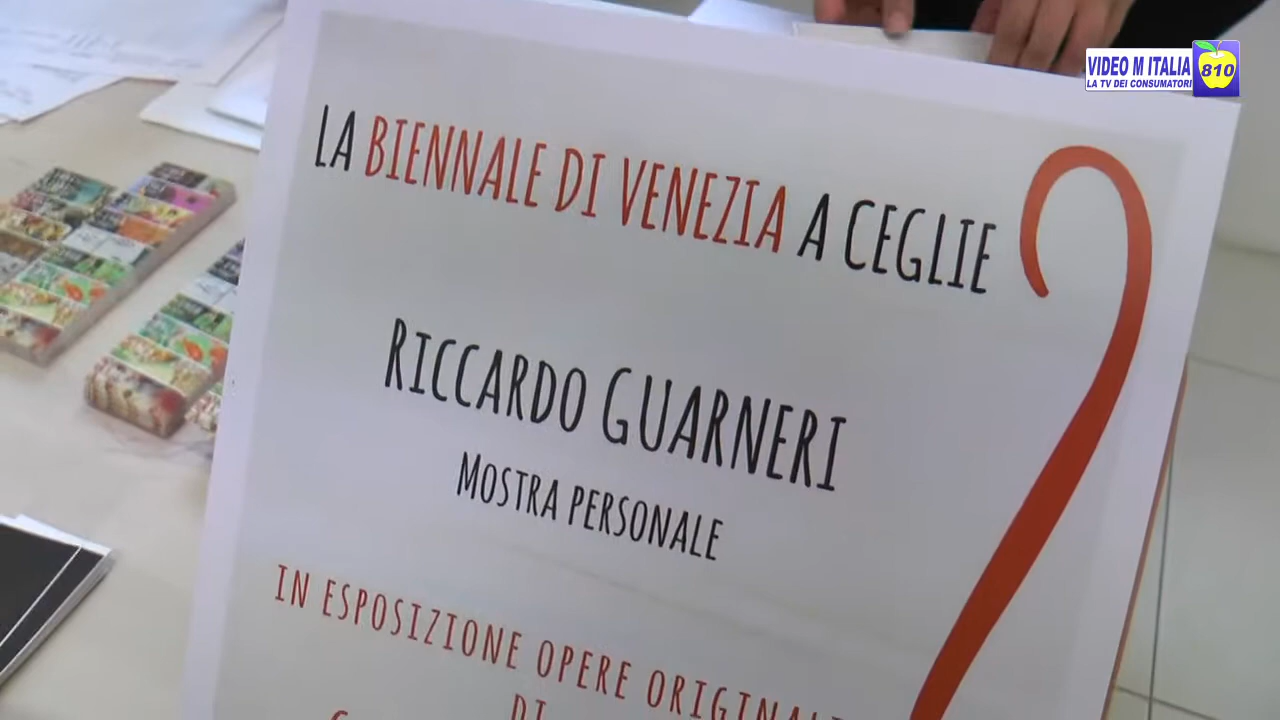 VIDEO M ITALIA
LA TV DEI CONSUMATORI
810
LA BIENNALE DI VENEZIA A CEGLIE
RICCARDO GUARNERI
MOSTRA PERSONALE
IN ESPOSIZIONE OPERE ORIGINALI
DI